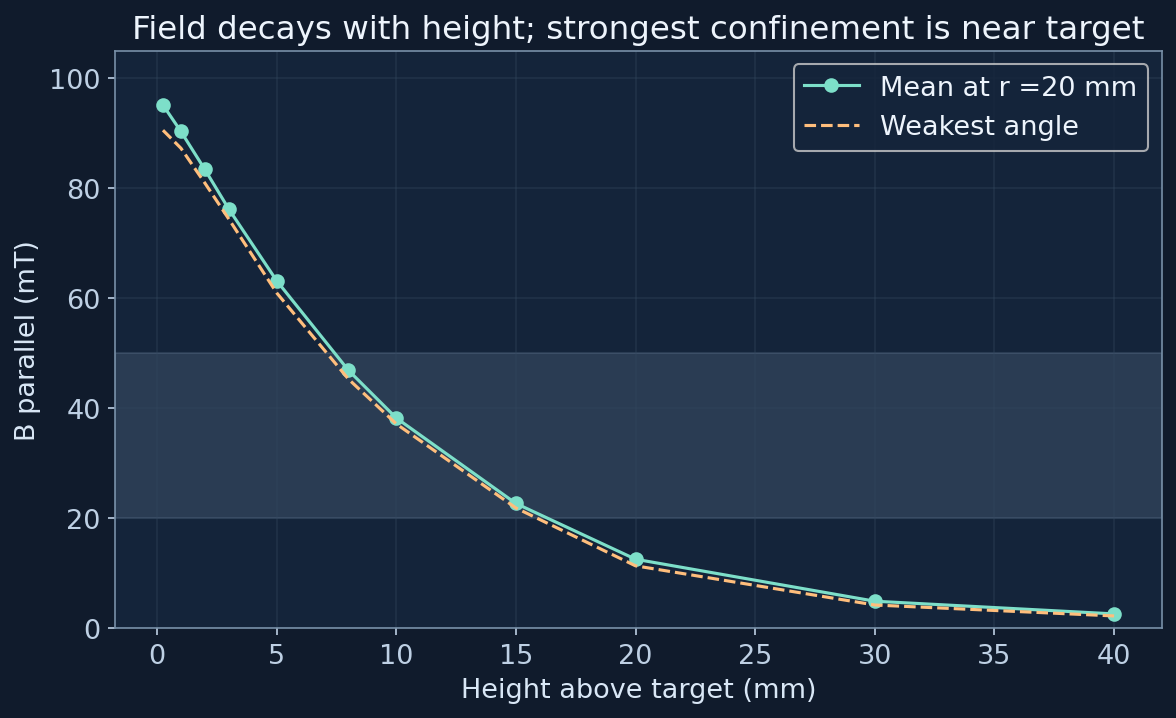 Field decays with height; strongest confinement is near target
Mean at r =20 mm
Weakest angle
B parallel (mT)
100
80
60
40
20
0
0 5 10 15 20 25 30 35 40
Height above target (mm)